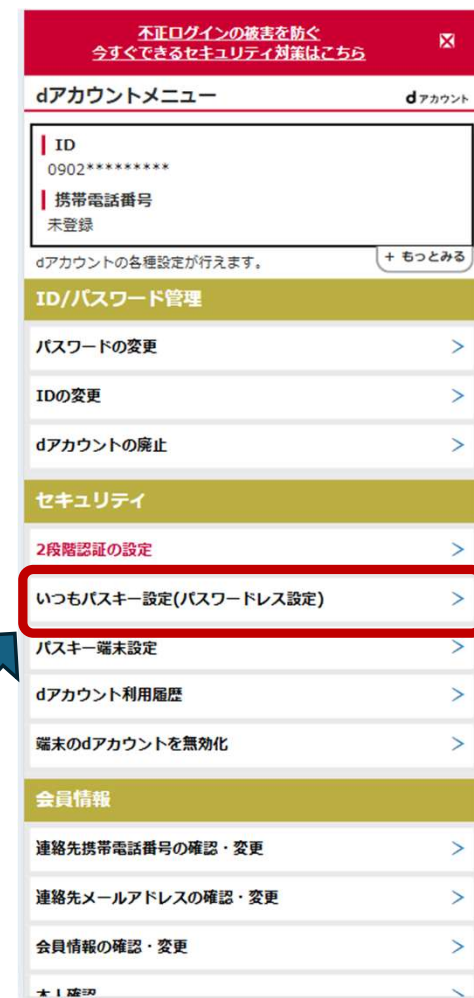 不正ログインの被害を防ぐ
今すぐできるセキュリティ対策はこちら
dアカウントメニュー
dアカウント
ID
0902*********
携帯電話番号
未登録
dアカウントの各種設定が行えます。
+ もっとみる
ID/パスワード管理
パスワードの変更
IDの変更
dアカウントの廃止
セキュリティ
2段階認証の設定
いつもパスキー設定(パスワードレス設定)
パスキー端末設定
dアカウント利用履歴
端末のdアカウントを無効化
会員情報
連絡先携帯電話番号の確認・変更
連絡先メールアドレスの確認・変更
会員情報の確認・変更
本人確認